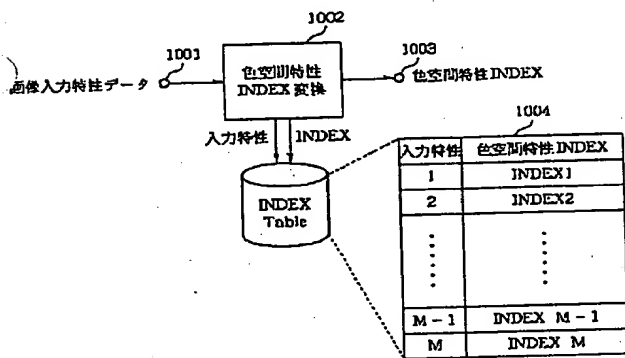 1002
1001
1003
画像入力特性データ
色空間特性
INDEX 変換
色空間特性 INDEX
入力特性
INDEX
1004
INDEX
Table
入力特性 色空間特性 INDEX
1 INDEX1
2 INDEX2
M－1 INDEX M－1
M INDEX M